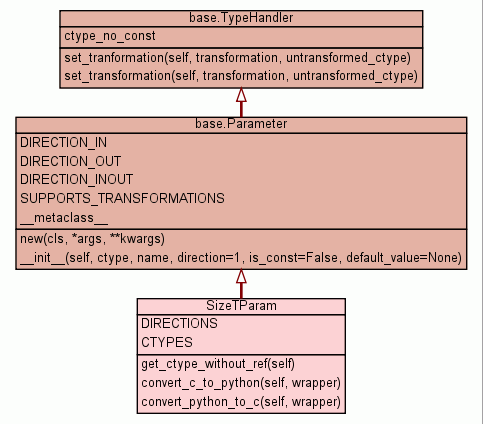 base.TypeHandler
ctype_no_const
set_tranformation(self, transformation, untransformed_ctype)
set_transformation(self, transformation, untransformed_ctype)
base.Parameter
DIRECTION_IN
DIRECTION_OUT
DIRECTION_INOUT
SUPPORTS_TRANSFORMATIONS
__metaclass__
new(cls, *args, **kwargs)
__init__(self, ctype, name, direction=1, is_const=False, default_value=None)
SizeTParam
DIRECTIONS
CTYPES
get_ctype_without_ref(self)
convert_c_to_python(self, wrapper)
convert_python_to_c(self, wrapper)